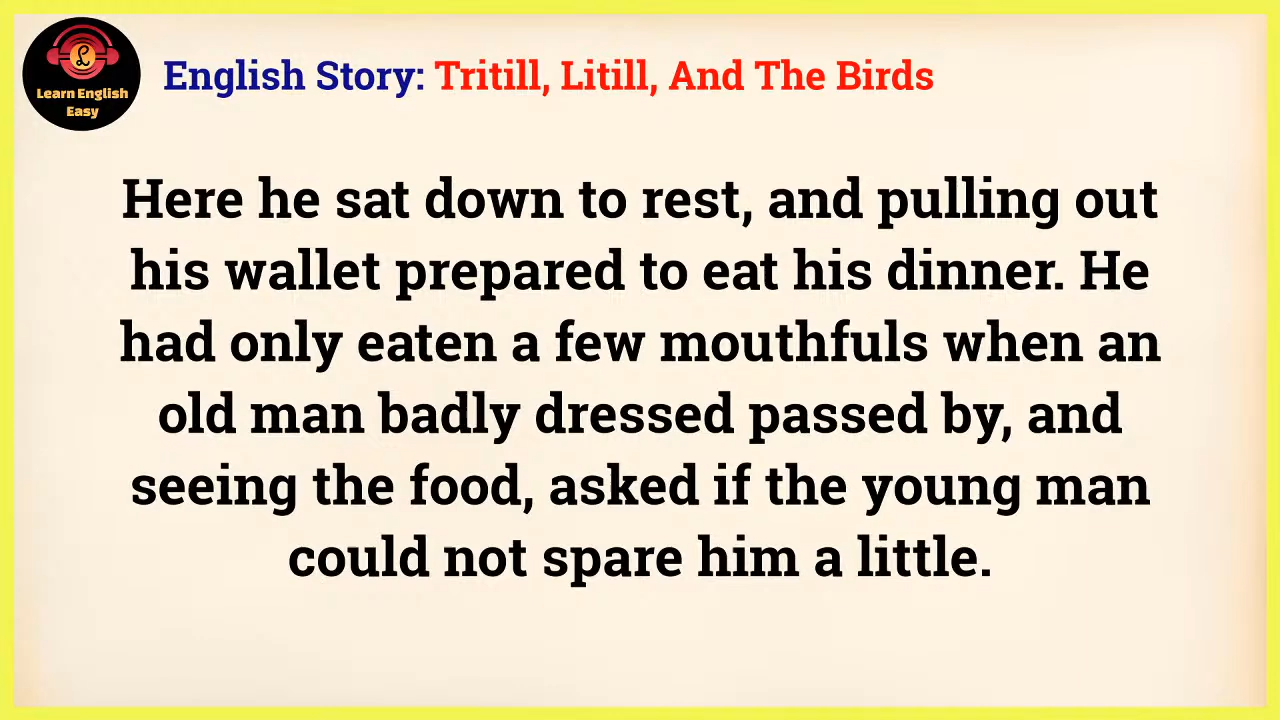 Learn English
Easy
English Story: Tritill, Litill, And The Birds
Here he sat down to rest, and pulling out
his wallet prepared to eat his dinner. He
had only eaten a few mouthfuls when an
old man badly dressed passed by, and
seeing the food, asked if the young man
could not spare him a little.